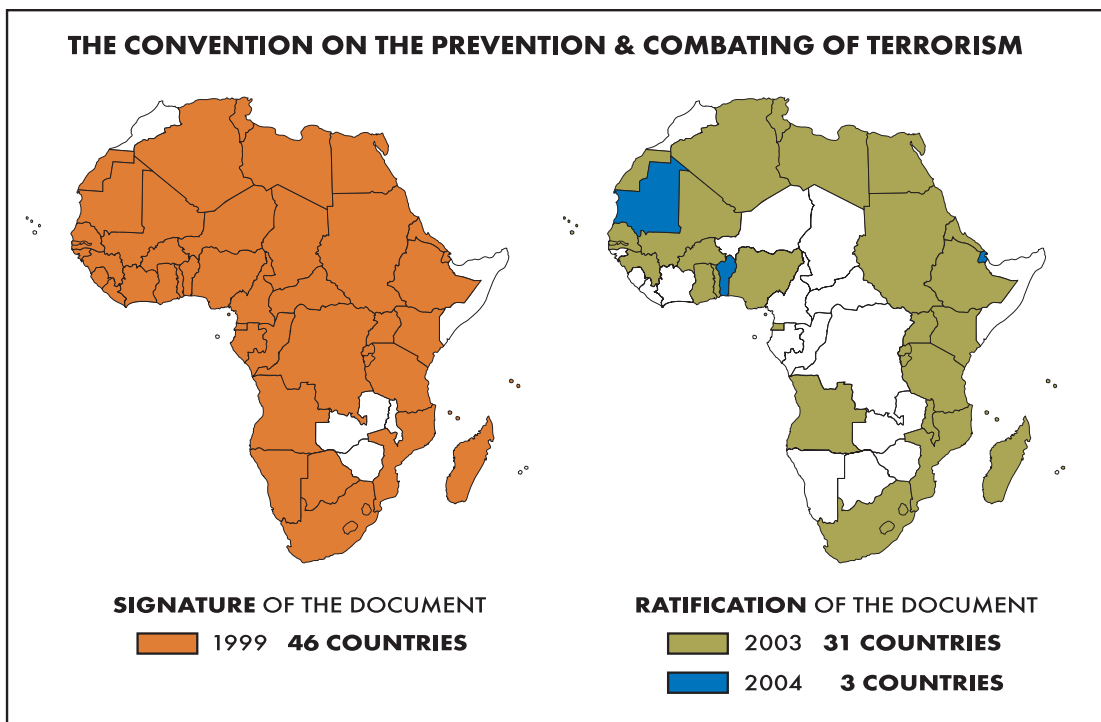 THE CONVENTION ON THE PREVENTION & COMBATING OF TERRORISM
SIGNATURE OF THE DOCUMENT
1999 46 COUNTRIES
RATIFICATION OF THE DOCUMENT
2003 31 COUNTRIES
2004 3 COUNTRIES